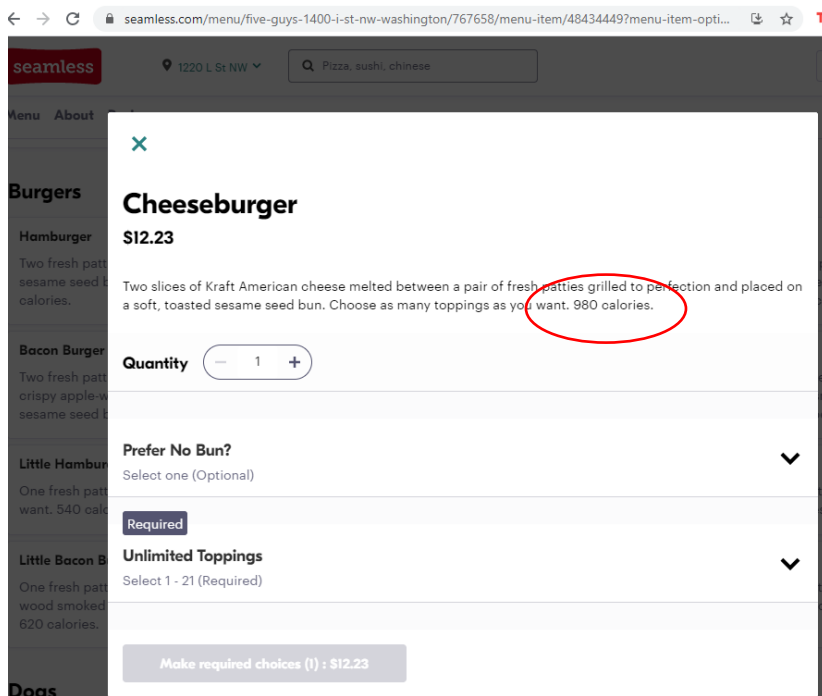 seamless.com/menu/five-guys-1400-i-st-nw-washington/767658/menu-item/48434449?menu-item-opti...
seamless
1220 L St NW
Pizza, sushi, chinese
Menu About
Burgers
Cheeseburger
$12.23
Hamburger
Two fresh patt
sesame seed b
calories.
Two slices of Kraft American cheese melted between a pair of fresh patties grilled to perfection and placed on
a soft, toasted sesame seed bun. Choose as many toppings as you want. 980 calories.
Bacon Burger
Two fresh patt
crispy apple-w
sesame seed b
Quantity − 1 +
Little Hambur
One fresh patt
want. 540 calo
Prefer No Bun?
Select one (Optional)
Required
Little Bacon B
One fresh patt
wood smoked
620 calories.
Unlimited Toppings
Select 1 - 21 (Required)
Make required choices (1) : $12.23
Dogs